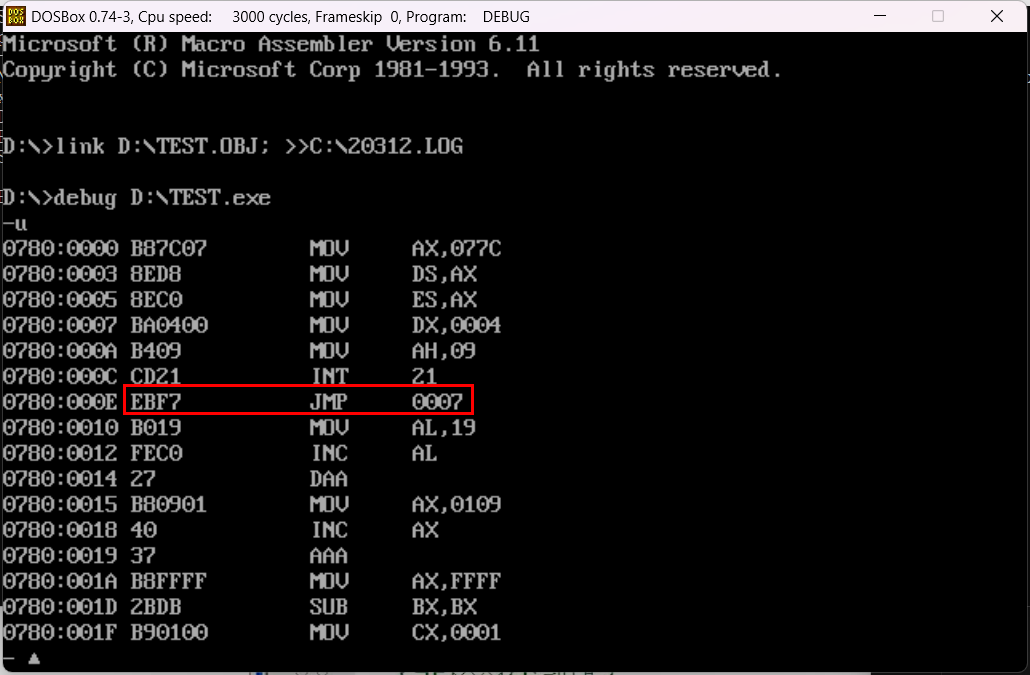 DOSBox 0.74-3, Cpu speed: 3000 cycles, Frameskip 0, Program: DEBUG
Microsoft (R) Macro Assembler Version 6.11
Copyright (C) Microsoft Corp 1981-1993. All rights reserved.
D:\>link D:\TEST.OBJ; >>C:\20312.LOG
D:\>debug D:\TEST.exe
-u
0780:0000 B87C07 MOV AX,077C
0780:0003 8ED8 MOV DS,AX
0780:0005 8EC0 MOV ES,AX
0780:0007 BA0400 MOV DX,0004
0780:000A B409 MOV AH,09
0780:000C CD21 INT 21
0780:000E EBF7 JMP 0007
0780:0010 B019 MOV AL,19
0780:0012 FEC0 INC AL
0780:0014 27 DAA
0780:0015 B80901 MOV AX,0109
0780:0018 40 INC AX
0780:0019 37 AAA
0780:001A B8FFFF MOV AX,FFFF
0780:001D 2BDB SUB BX,BX
0780:001F B90100 MOV CX,0001
-